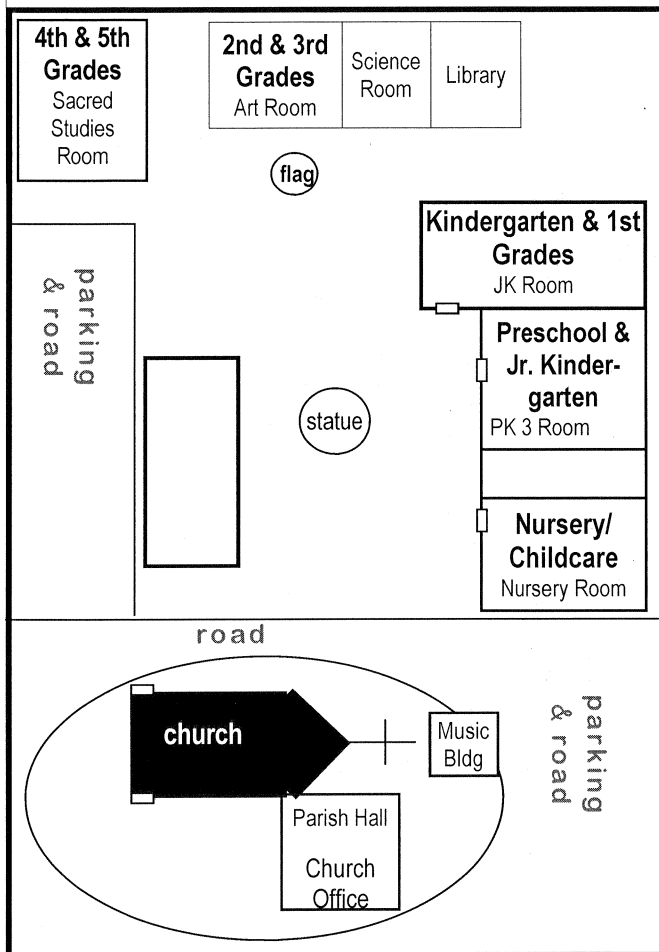 4th & 5th
Grades
Sacred
Studies
Room
2nd & 3rd
Grades
Art Room
Science
Room
Library
flag
Kindergarten & 1st
Grades
JK Room
parking
& road
Preschool &
Jr. Kinder-
garten
PK 3 Room
statue
Nursery/
Childcare
Nursery Room
road
church
Music
Bldg
parking
& road
Parish Hall
Church
Office